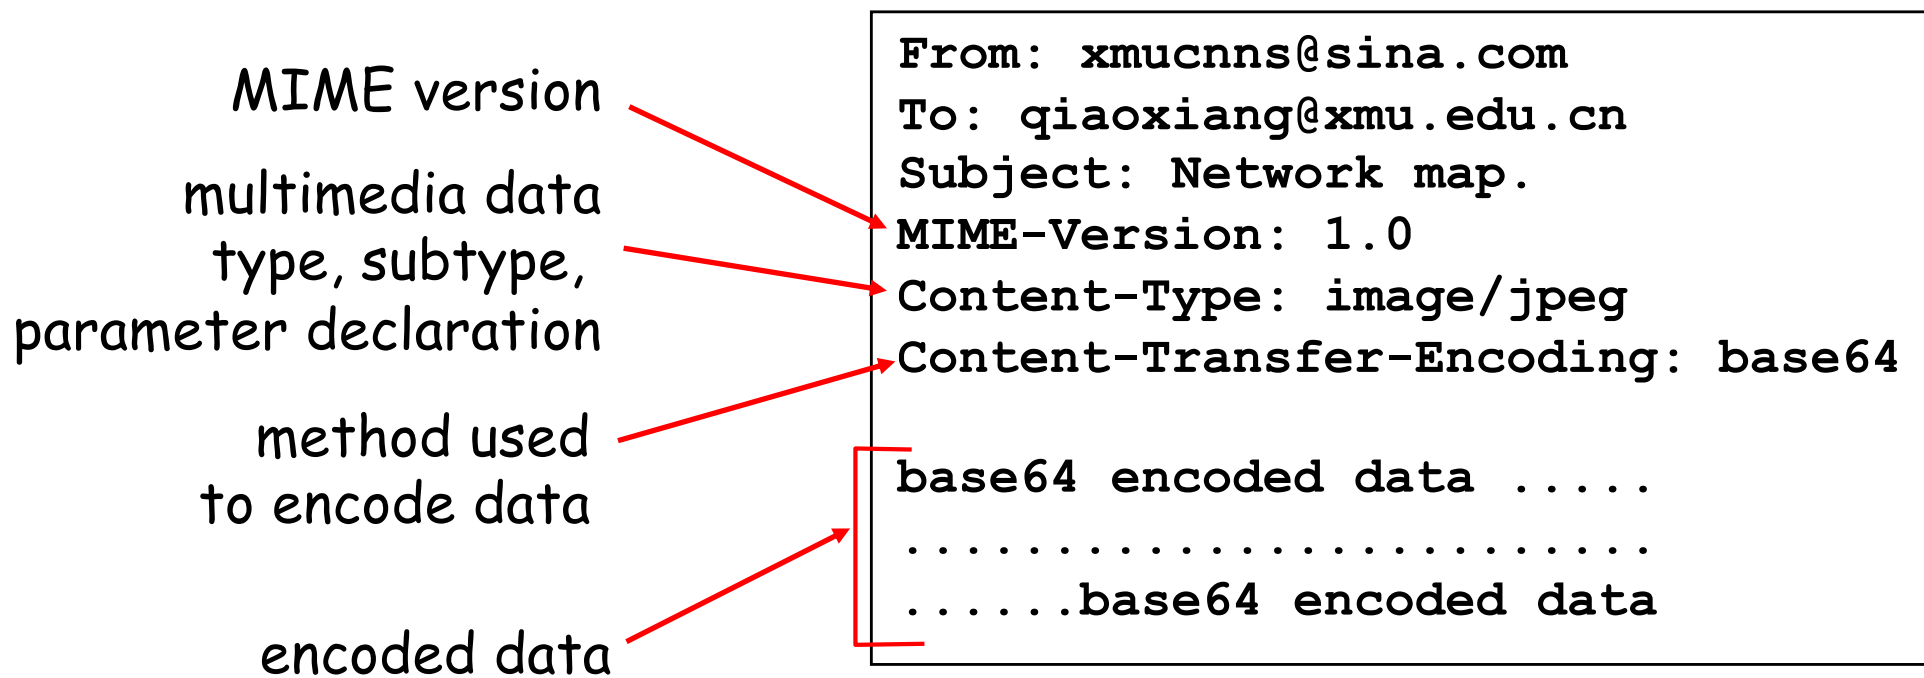 MIME version
multimedia data
type, subtype,
parameter declaration
method used
to encode data
encoded data
From: xmucnns@sina.com
To: qiaoxiang@xmu.edu.cn
Subject: Network map.
MIME-Version: 1.0
Content-Type: image/jpeg
Content-Transfer-Encoding: base64
base64 encoded data .....
.........................
......base64 encoded data